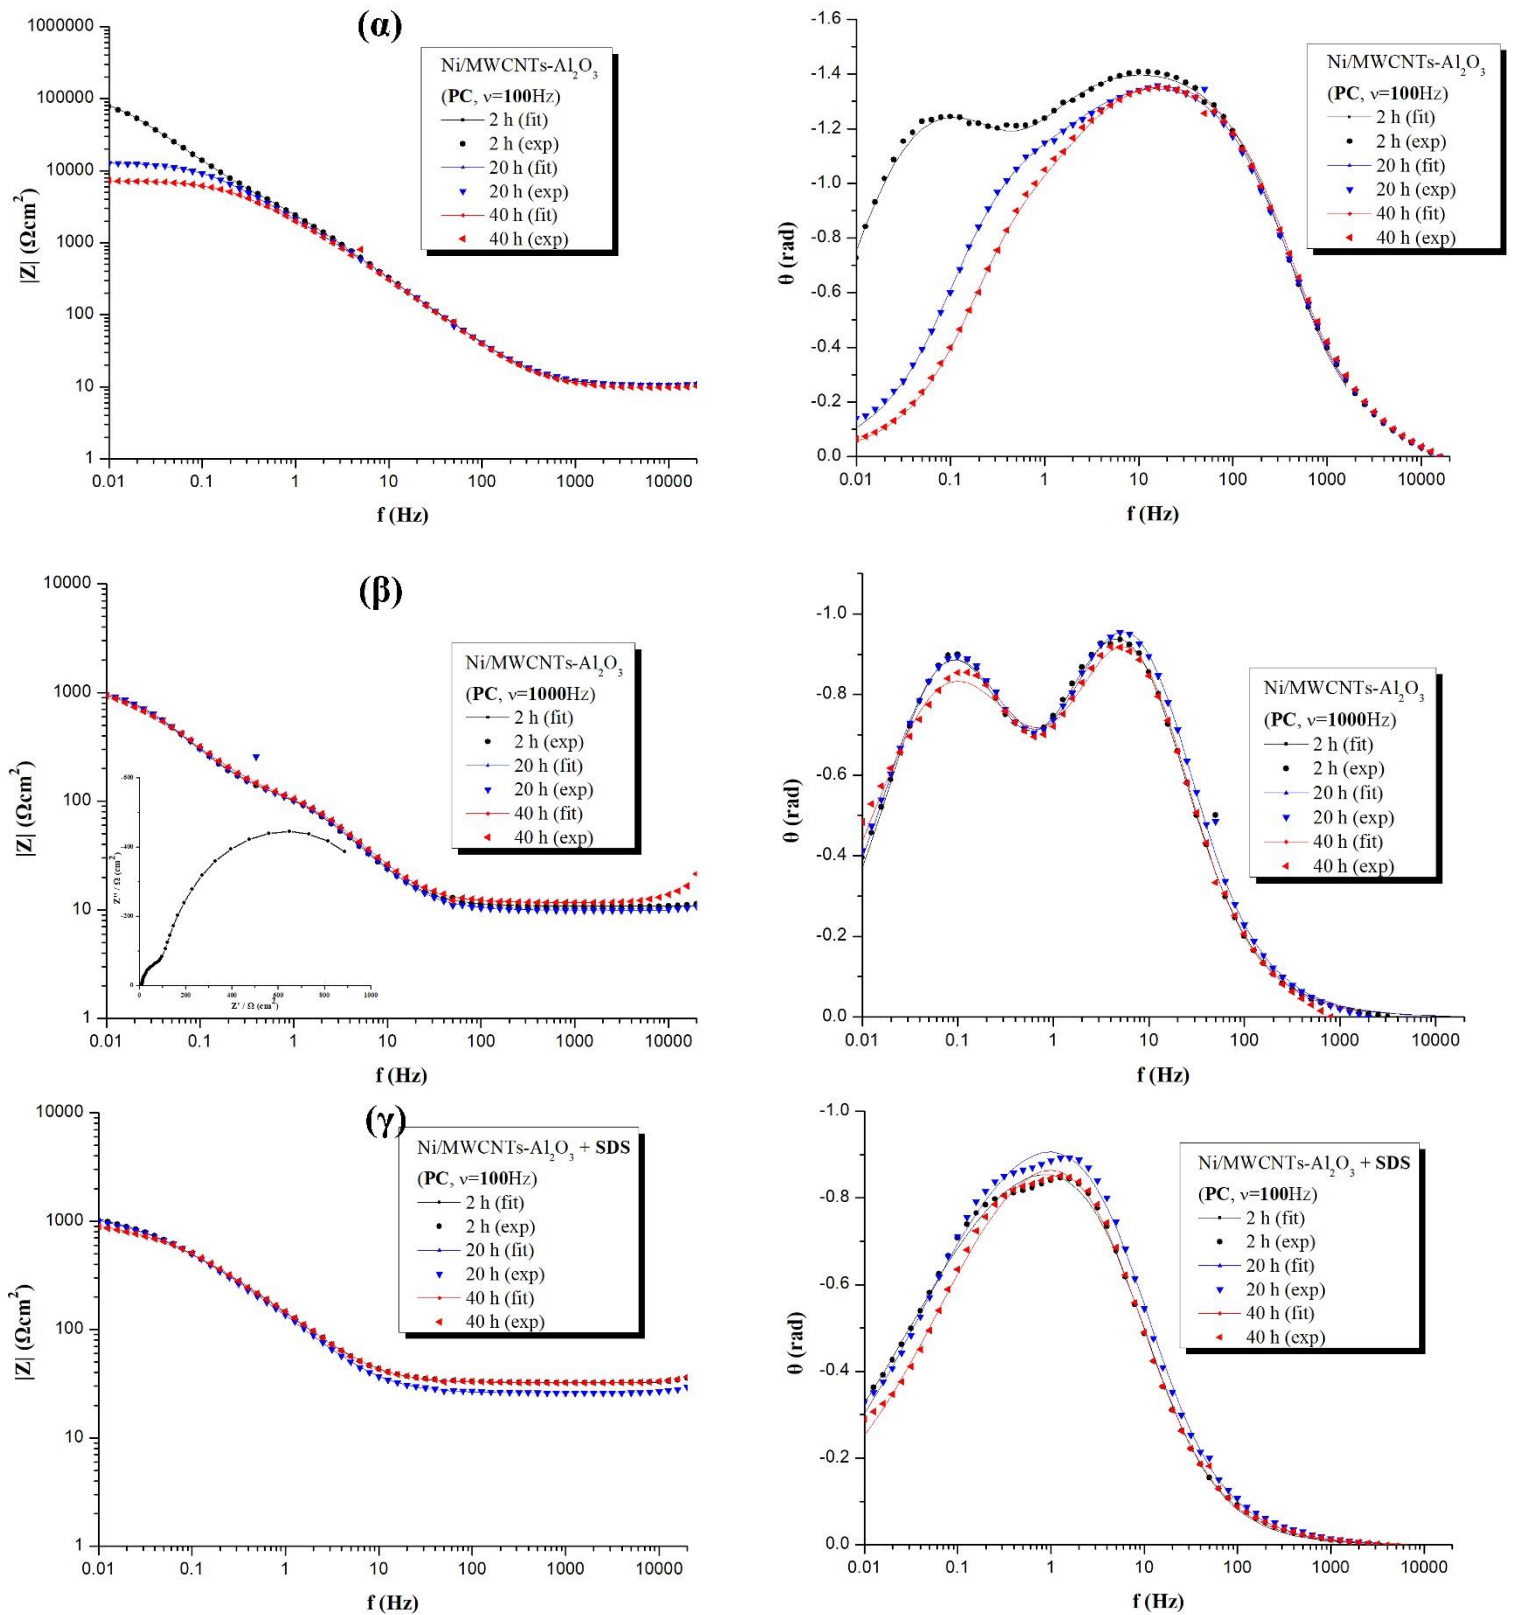 (α)
1000000
100000
10000
1000
100
10
1
|Z| (Ωcm²)
0.01 0.1 1 10 100 1000 10000
f (Hz)
Ni/MWCNTs-Al₂O₃
(PC, ν=100Hz)
2 h (fit)
2 h (exp)
20 h (fit)
20 h (exp)
40 h (fit)
40 h (exp)
-1.6
-1.4
-1.2
-1.0
-0.8
-0.6
-0.4
-0.2
0.0
θ (rad)
0.01 0.1 1 10 100 1000 10000
f (Hz)
Ni/MWCNTs-Al₂O₃
(PC, ν=100Hz)
2 h (fit)
2 h (exp)
20 h (fit)
20 h (exp)
40 h (fit)
40 h (exp)
(β)
10000
1000
100
10
1
|Z| (Ωcm²)
0.01 0.1 1 10 100 1000 10000
f (Hz)
Ni/MWCNTs-Al₂O₃
(PC, ν=1000Hz)
2 h (fit)
2 h (exp)
20 h (fit)
20 h (exp)
40 h (fit)
40 h (exp)
-600
-400
-200
0
Z'' / Ω (cm²)
0 200 400 600 800 1000
Z' / Ω (cm²)
-1.0
-0.8
-0.6
-0.4
-0.2
0.0
θ (rad)
0.01 0.1 1 10 100 1000 10000
f (Hz)
Ni/MWCNTs-Al₂O₃
(PC, ν=1000Hz)
2 h (fit)
2 h (exp)
20 h (fit)
20 h (exp)
40 h (fit)
40 h (exp)
(γ)
10000
1000
100
10
1
|Z| (Ωcm²)
0.01 0.1 1 10 100 1000 10000
f (Hz)
Ni/MWCNTs-Al₂O₃ + SDS
(PC, ν=100Hz)
2 h (fit)
2 h (exp)
20 h (fit)
20 h (exp)
40 h (fit)
40 h (exp)
-1.0
-0.8
-0.6
-0.4
-0.2
0.0
θ (rad)
0.01 0.1 1 10 100 1000 10000
f (Hz)
Ni/MWCNTs-Al₂O₃ + SDS
(PC, ν=100Hz)
2 h (fit)
2 h (exp)
20 h (fit)
20 h (exp)
40 h (fit)
40 h (exp)